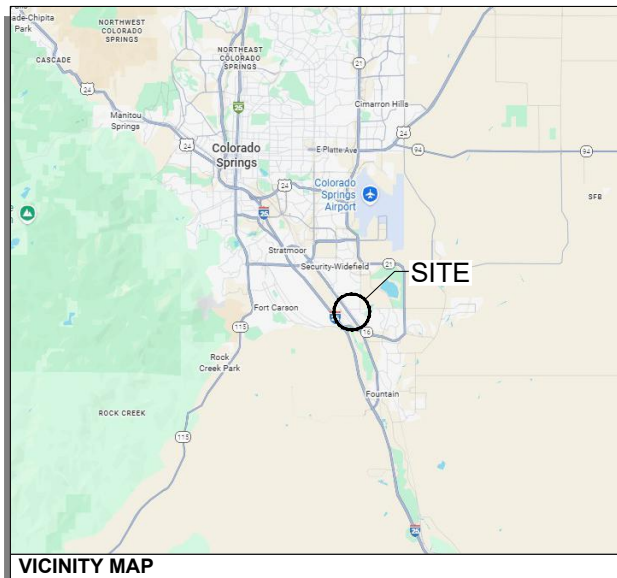 ade-Chipita
Park
NORTHWEST
COLORADO
SPRINGS
CASCADE
NORTHEAST
COLORADO
SPRINGS
21
24
24
25
Cimarron Hills
Manitou
Springs
24
24
Colorado
Springs
E Platte Ave
94
94
24
Colorado
Springs
Airport
SFB
25
Stratmoor
Security-Widefield
21
SITE
Fort Carson
16
115
Rock
Creek Park
Fountain
ROCK CREEK
115
25
VICINITY MAP